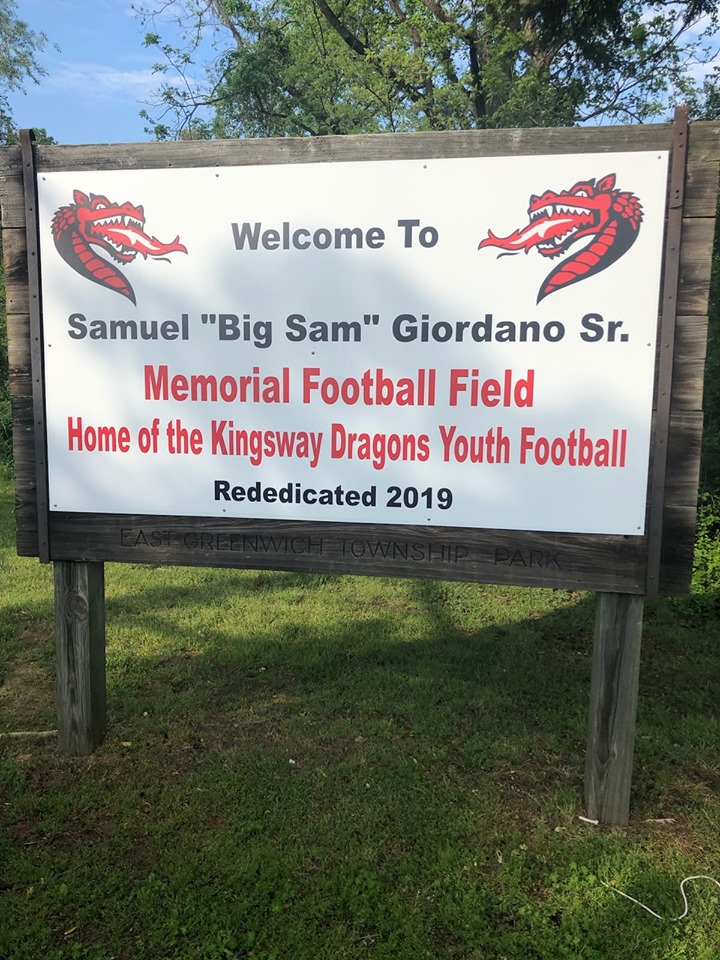 Welcome To
Samuel "Big Sam" Giordano Sr.
Memorial Football Field
Home of the Kingsway Dragons Youth Football
Rededicated 2019
EAST GREENWICH TOWNSHIP PARK